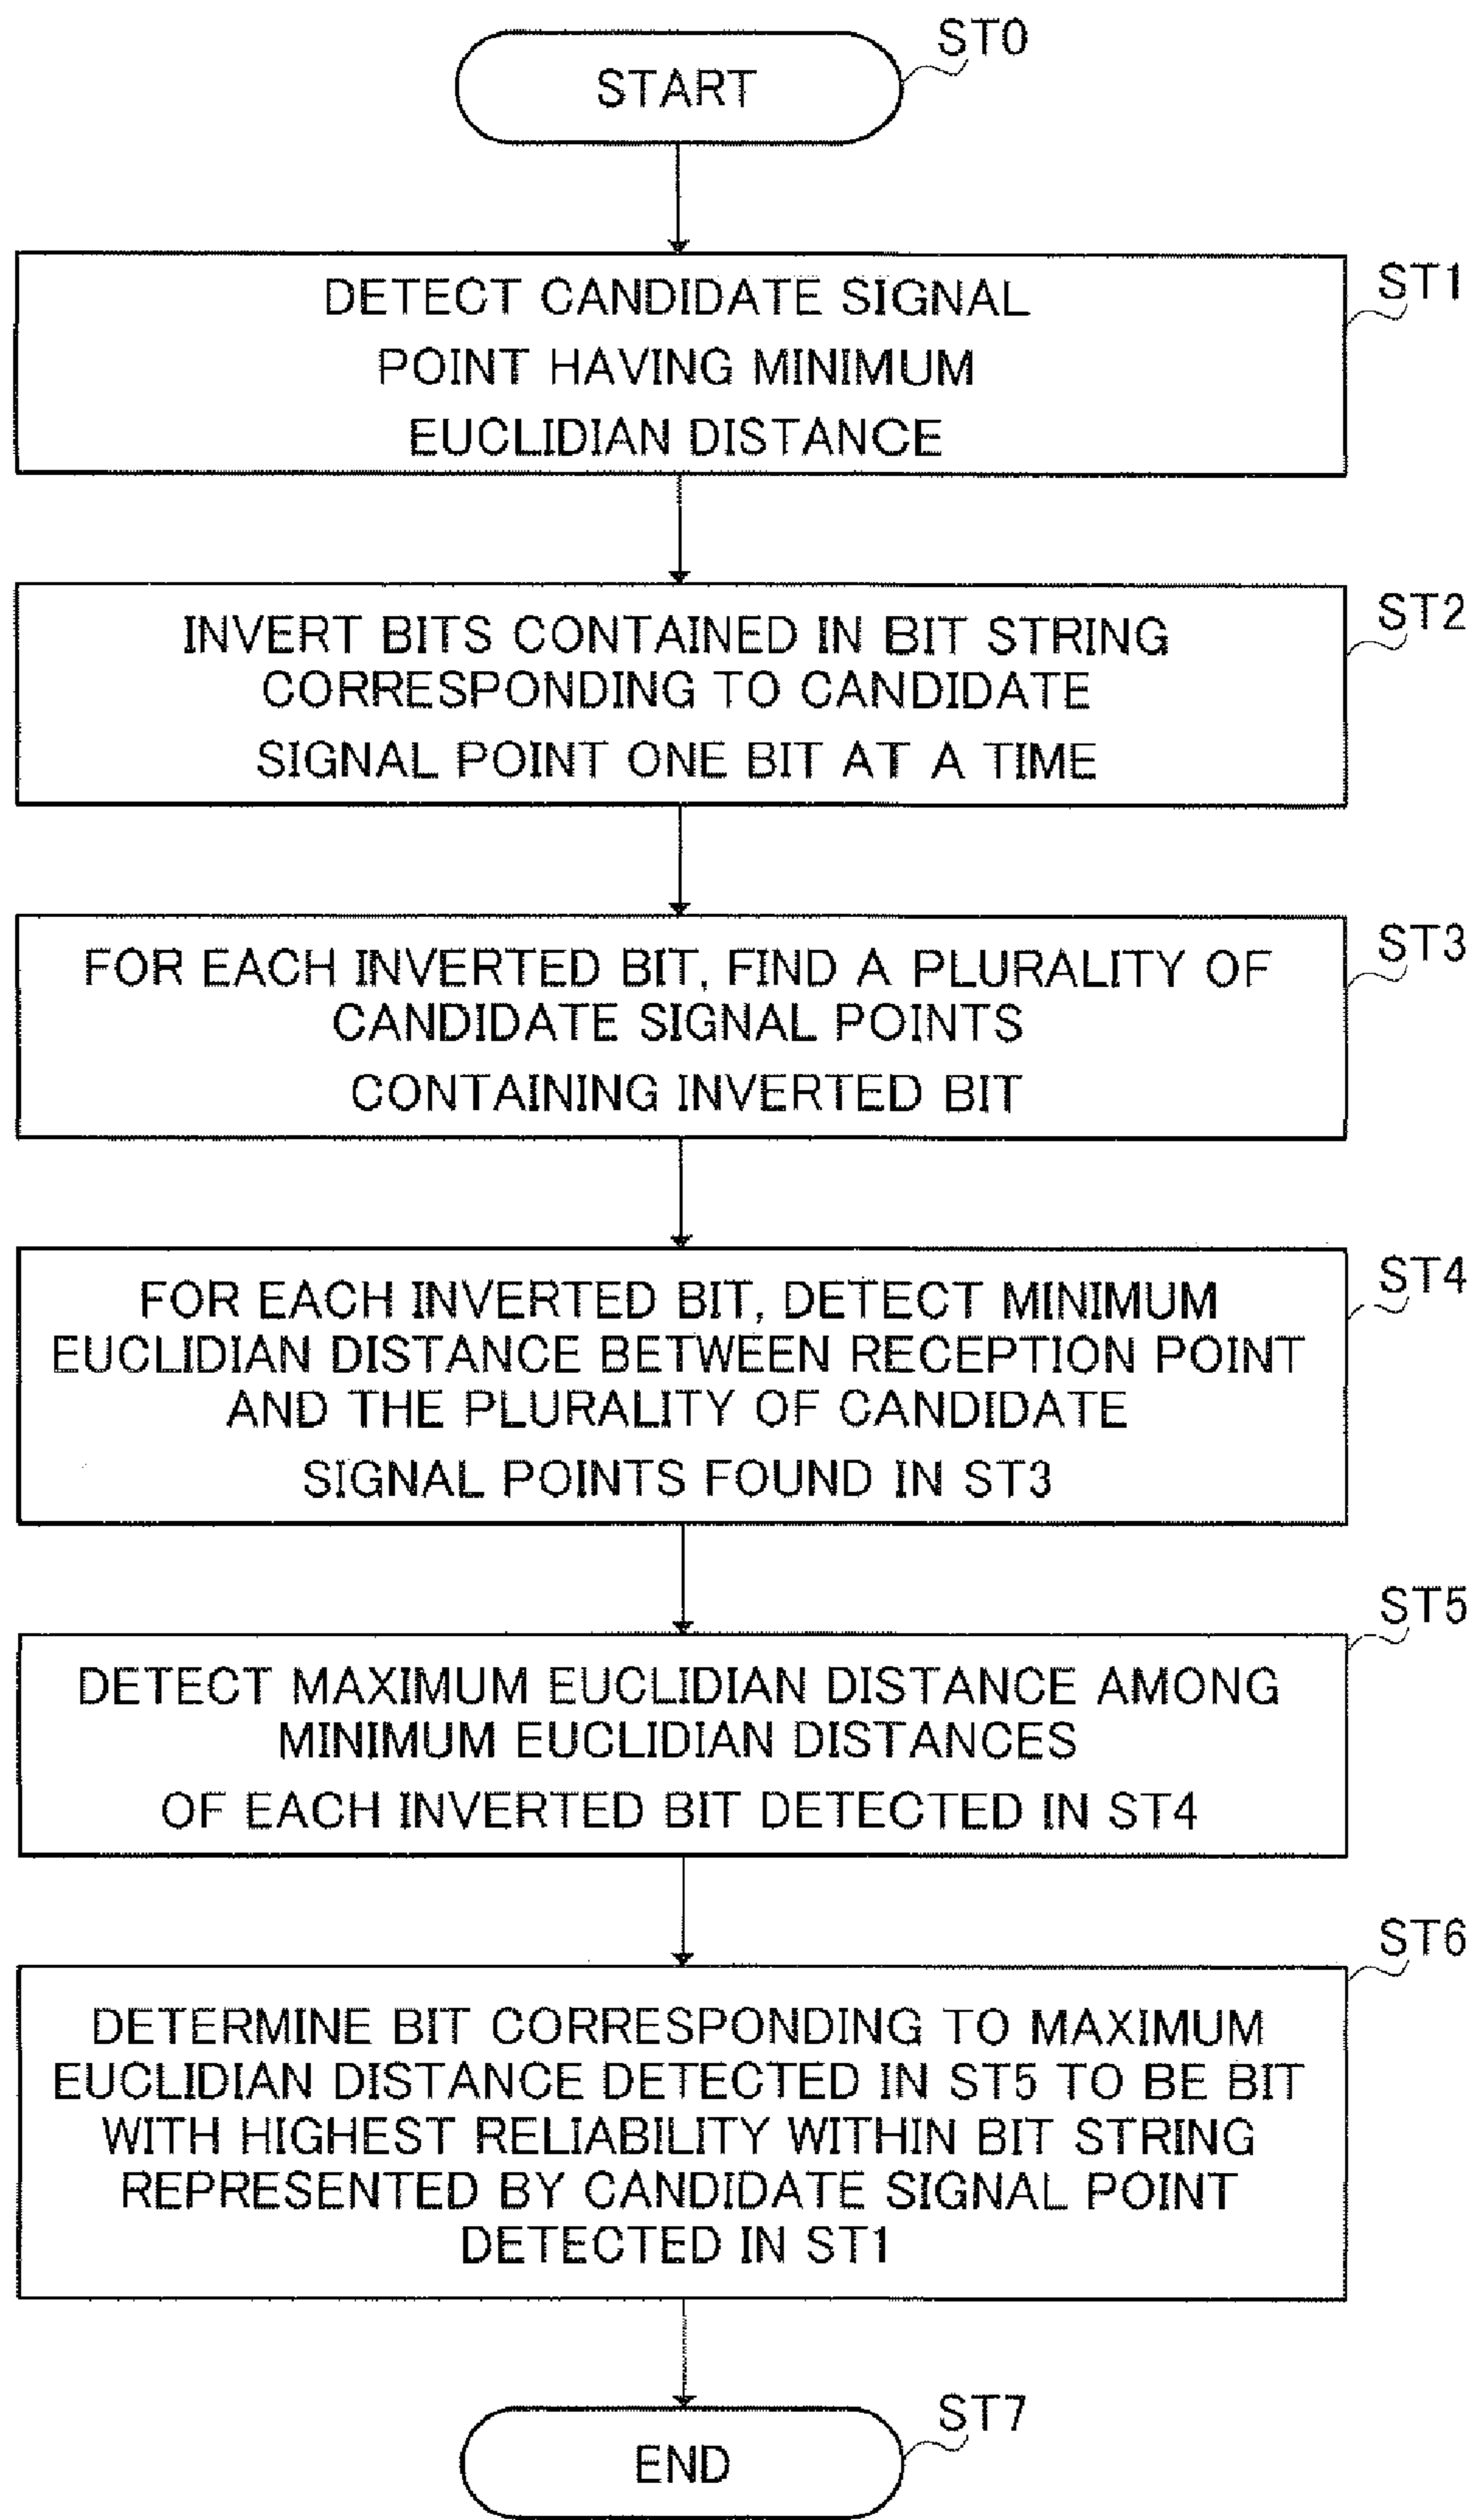 ST0
START
ST1
DETECT CANDIDATE SIGNAL
POINT HAVING MINIMUM
EUCLIDIAN DISTANCE
ST2
INVERT BITS CONTAINED IN BIT STRING
CORRESPONDING TO CANDIDATE
SIGNAL POINT ONE BIT AT A TIME
ST3
FOR EACH INVERTED BIT, FIND A PLURALITY OF
CANDIDATE SIGNAL POINTS
CONTAINING INVERTED BIT
ST4
FOR EACH INVERTED BIT, DETECT MINIMUM
EUCLIDIAN DISTANCE BETWEEN RECEPTION POINT
AND THE PLURALITY OF CANDIDATE
SIGNAL POINTS FOUND IN ST3
ST5
DETECT MAXIMUM EUCLIDIAN DISTANCE AMONG
MINIMUM EUCLIDIAN DISTANCES
OF EACH INVERTED BIT DETECTED IN ST4
ST6
DETERMINE BIT CORRESPONDING TO MAXIMUM
EUCLIDIAN DISTANCE DETECTED IN ST5 TO BE BIT
WITH HIGHEST RELIABILITY WITHIN BIT STRING
REPRESENTED BY CANDIDATE SIGNAL POINT
DETECTED IN ST1
ST7
END